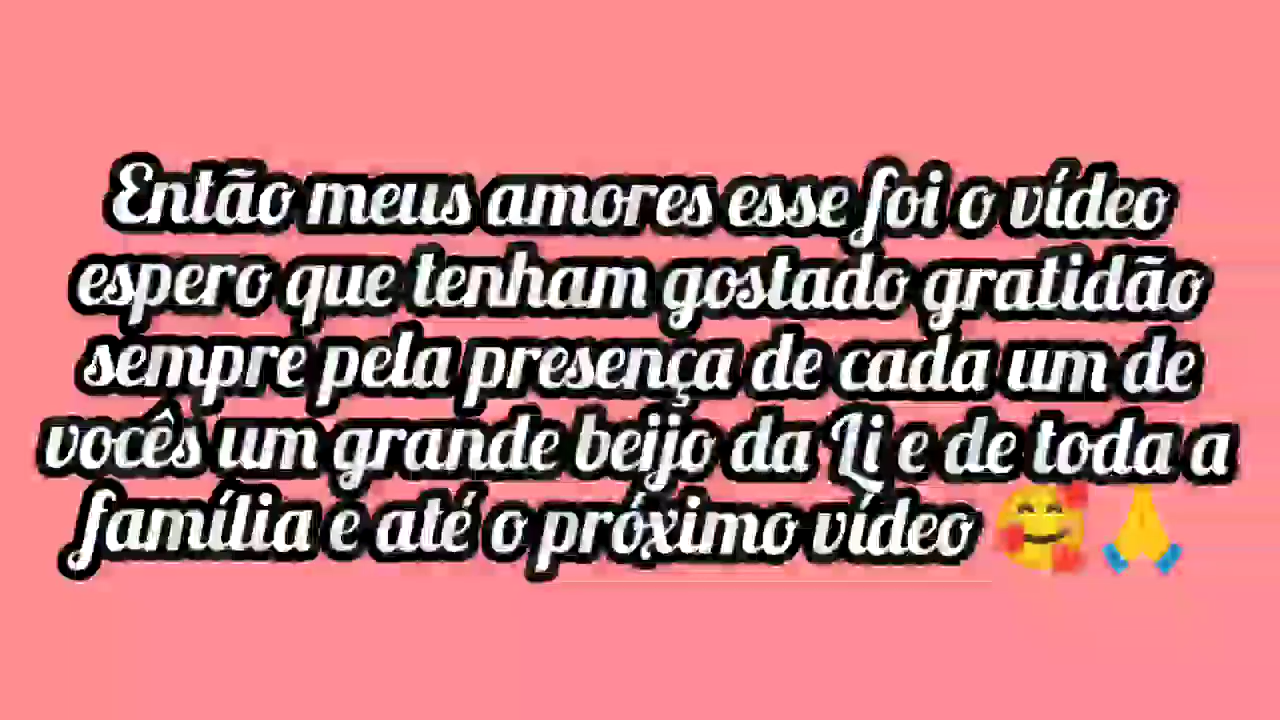 Então meus amores esse foi o vídeo
espero que tenham gostado gratidão
sempre pela presença de cada um de
vocês um grande beijo da Li e de toda a
família e até o próximo vídeo 🥰🙏